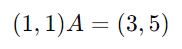 (1, 1)A = (3, 5)